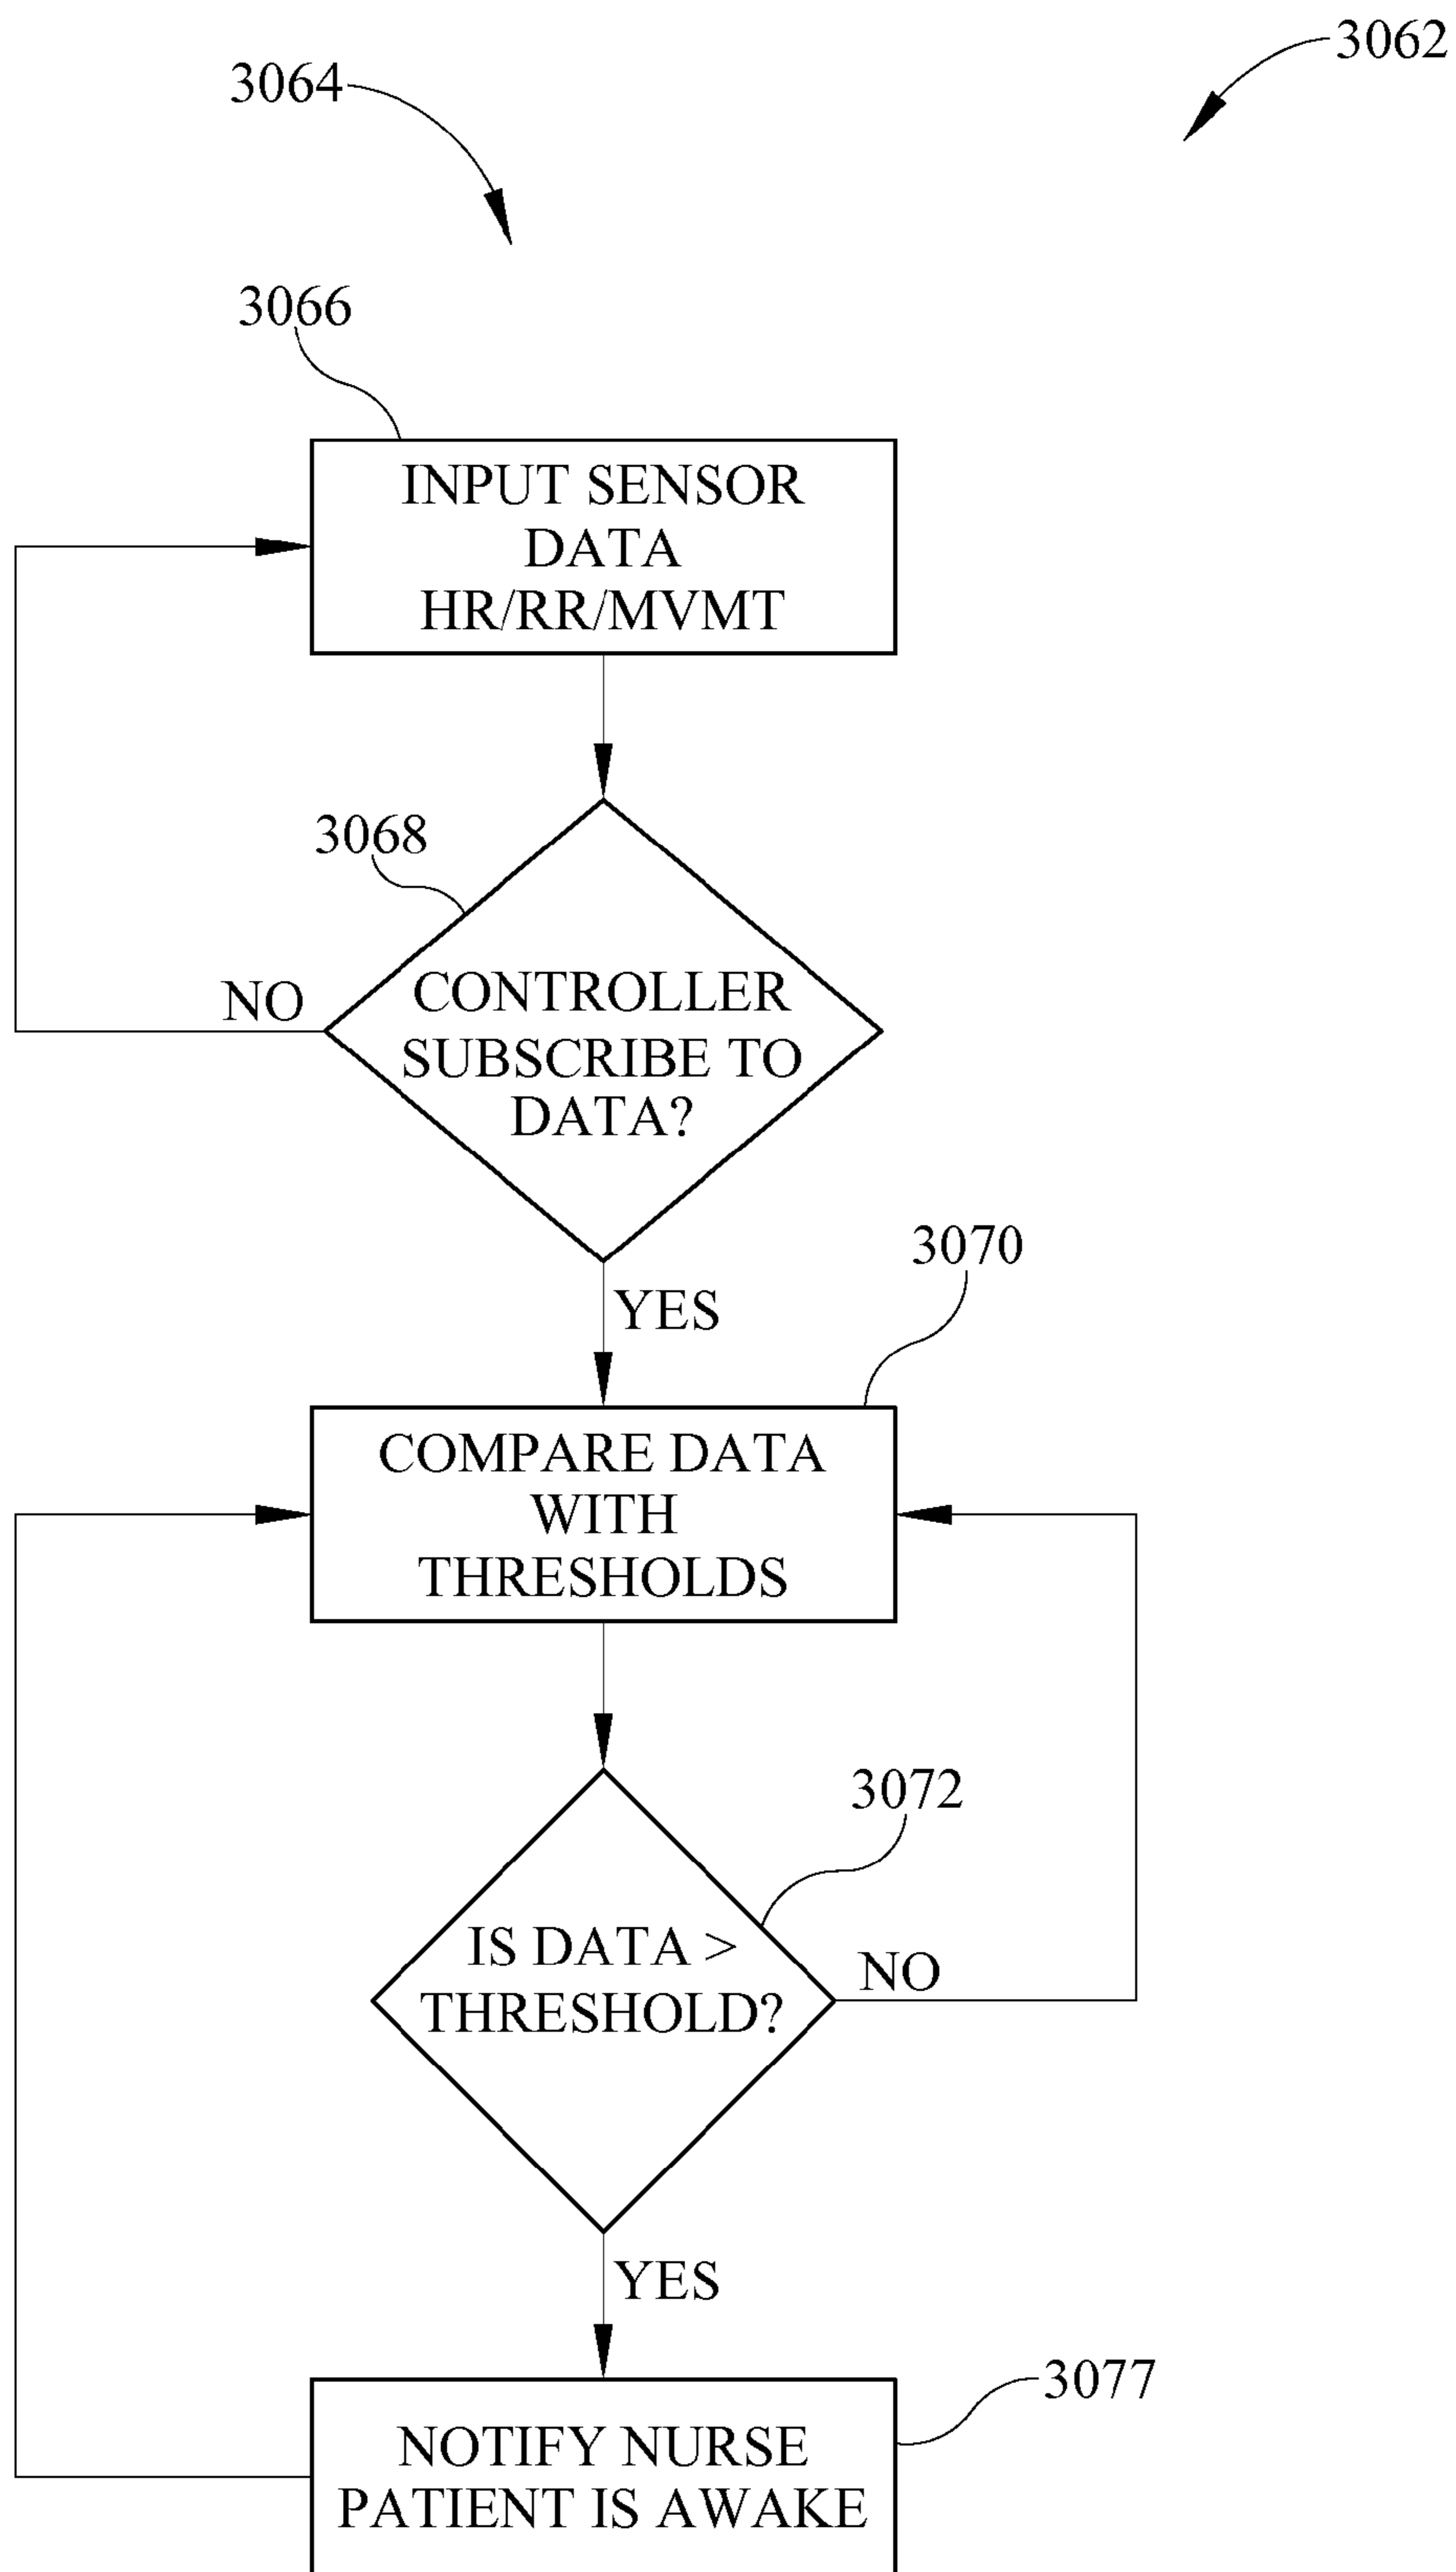 3062
3064
3066
INPUT SENSOR
DATA
HR/RR/MVMT
3068
NO
CONTROLLER
SUBSCRIBE TO
DATA?
3070
YES
COMPARE DATA
WITH
THRESHOLDS
3072
IS DATA >
THRESHOLD?
NO
YES
3077
NOTIFY NURSE
PATIENT IS AWAKE